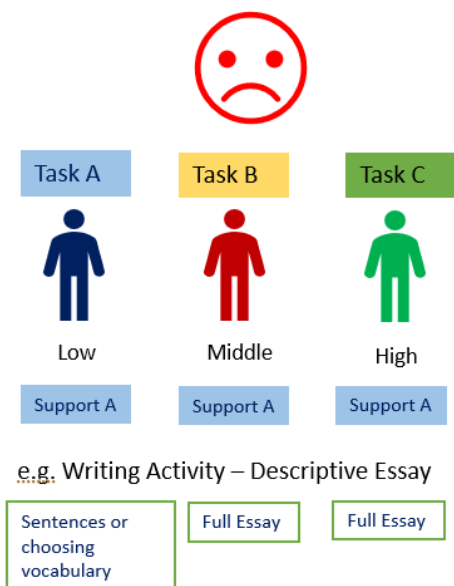 Task A
Task B
Task C
Low
Middle
High
Support A
Support A
Support A
e.g. Writing Activity – Descriptive Essay
Sentences or
choosing
vocabulary
Full Essay
Full Essay